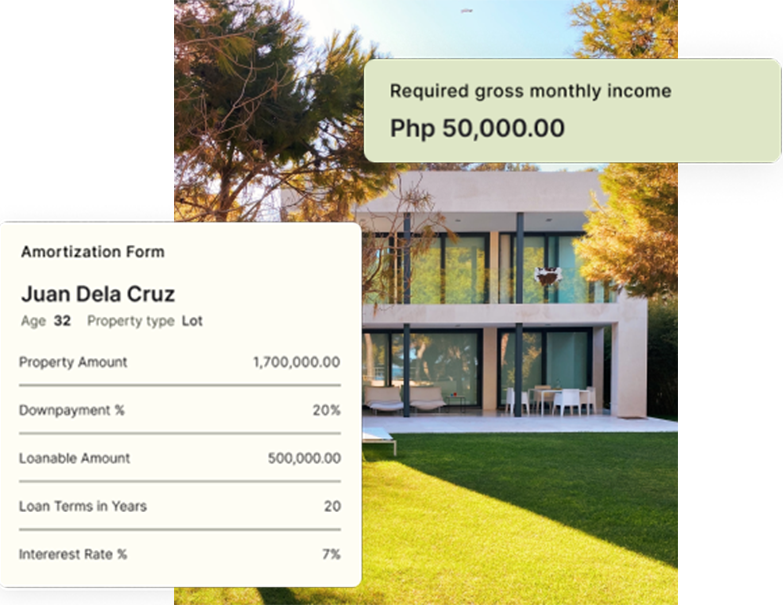 Required gross monthly income
Php 50,000.00
Amortization Form
Juan Dela Cruz
Age 32 Property type Lot
Property Amount 1,700,000.00
Downpayment % 20%
Loanable Amount 500,000.00
Loan Terms in Years 20
Intererest Rate % 7%